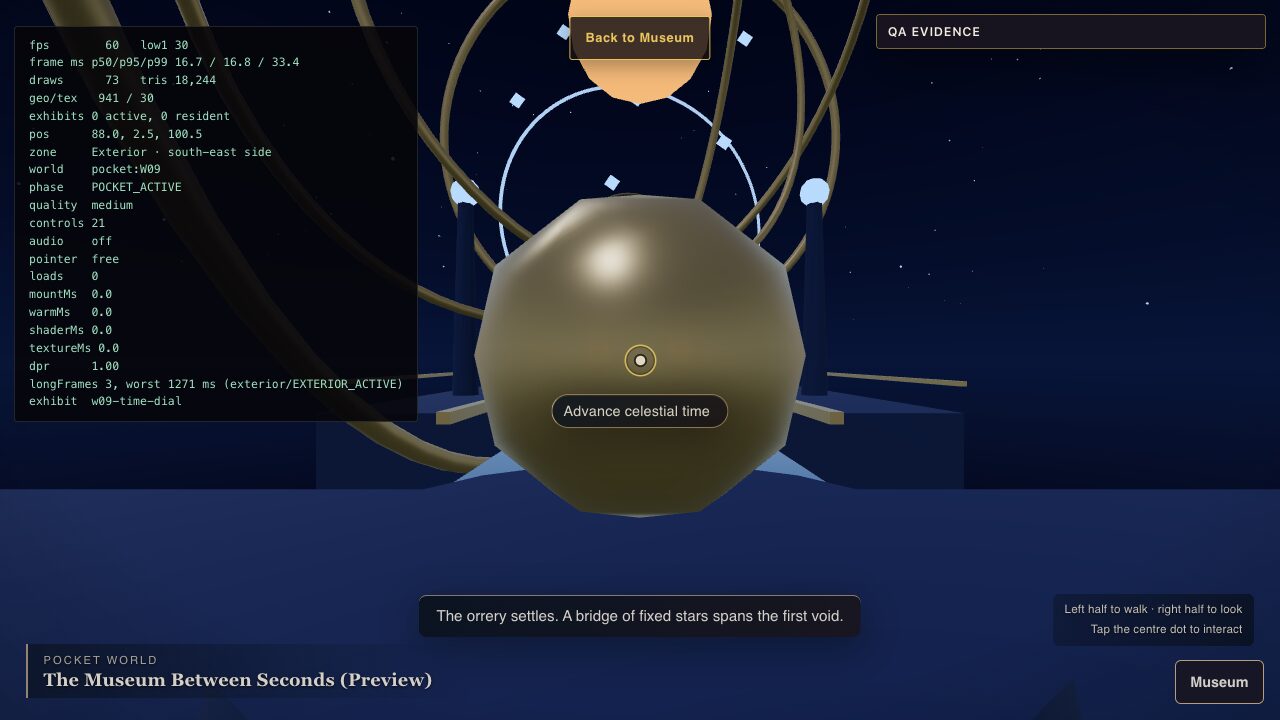 fps 60 low1 30
frame ms p50/p95/p99 16.7 / 16.8 / 33.4
draws 73 tris 18,244
geo/tex 941 / 30
exhibits 0 active, 0 resident
pos 88.0, 2.5, 100.5
zone Exterior · south-east side
world pocket:W09
phase POCKET_ACTIVE
quality medium
controls 21
audio off
pointer free
loads 0
mountMs 0.0
warmMs 0.0
shaderMs 0.0
textureMs 0.0
dpr 1.00
longFrames 3, worst 1271 ms (exterior/EXTERIOR_ACTIVE)
exhibit w09-time-dial
Back to Museum
QA EVIDENCE
Advance celestial time
The orrery settles. A bridge of fixed stars spans the first void.
Left half to walk · right half to look
Tap the centre dot to interact
POCKET WORLD
The Museum Between Seconds (Preview)
Museum